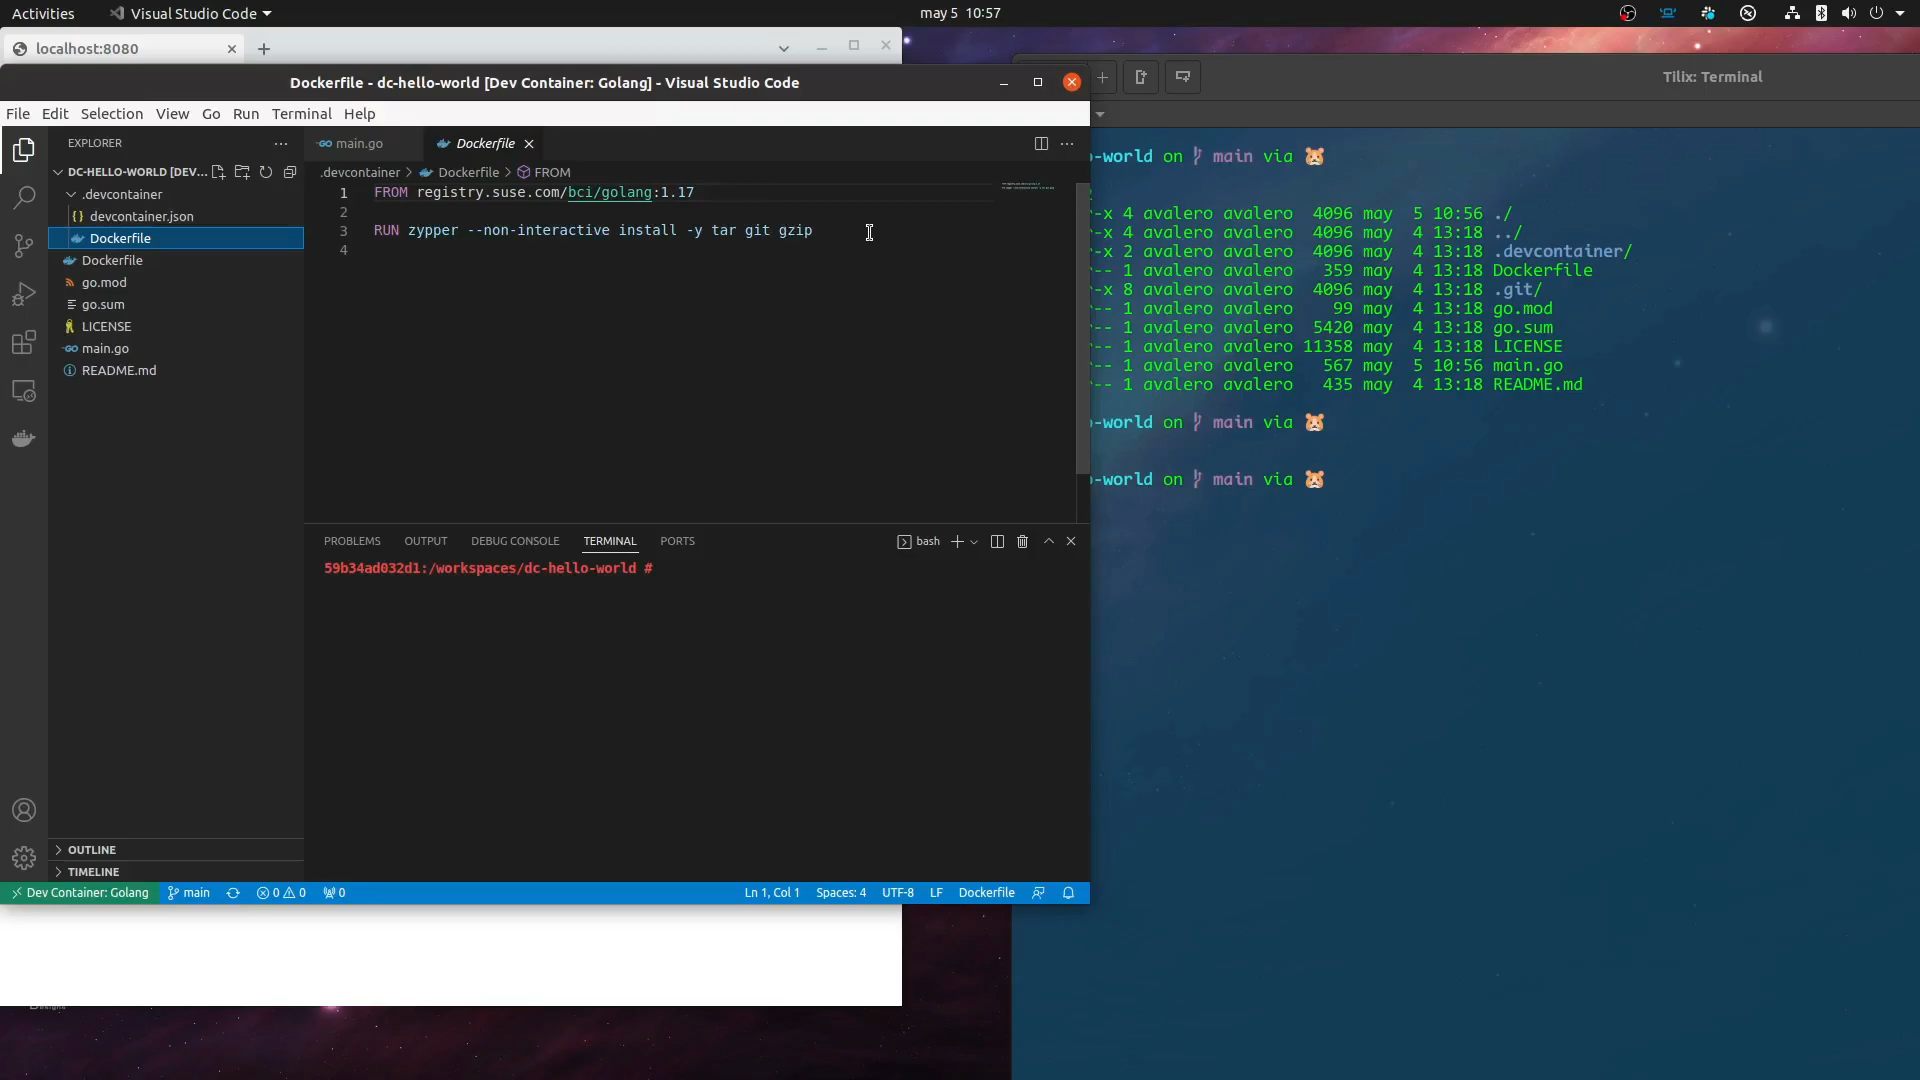 Activities
Visual Studio Code
may 5 10:57
localhost:8080
Dockerfile - dc-hello-world [Dev Container: Golang] - Visual Studio Code
File Edit Selection View Go Run Terminal Help
EXPLORER
DC-HELLO-WORLD [DEV...
.devcontainer
devcontainer.json
Dockerfile
Dockerfile
go.mod
go.sum
LICENSE
main.go
README.md
OUTLINE
TIMELINE
main.go
Dockerfile
.devcontainer > Dockerfile > FROM
1 FROM registry.suse.com/bci/golang:1.17
2
3 RUN zypper --non-interactive install -y tar git gzip
4
PROBLEMS OUTPUT DEBUG CONSOLE TERMINAL PORTS
bash
59b34ad032d1:/workspaces/dc-hello-world #
Dev Container: Golang
main
0 0
0
Ln 1, Col 1
Spaces: 4
UTF-8
LF
Dockerfile
Tilix: Terminal
-world on main via
-x 4 avalero avalero 4096 may 5 10:56 ./
-x 4 avalero avalero 4096 may 4 13:18 ../
-x 2 avalero avalero 4096 may 4 13:18 .devcontainer/
-- 1 avalero avalero 359 may 4 13:18 Dockerfile
-x 8 avalero avalero 4096 may 4 13:18 .git/
-- 1 avalero avalero 99 may 4 13:18 go.mod
-- 1 avalero avalero 5420 may 4 13:18 go.sum
-- 1 avalero avalero 11358 may 4 13:18 LICENSE
-- 1 avalero avalero 567 may 5 10:56 main.go
-- 1 avalero avalero 435 may 4 13:18 README.md
-world on main via
-world on main via